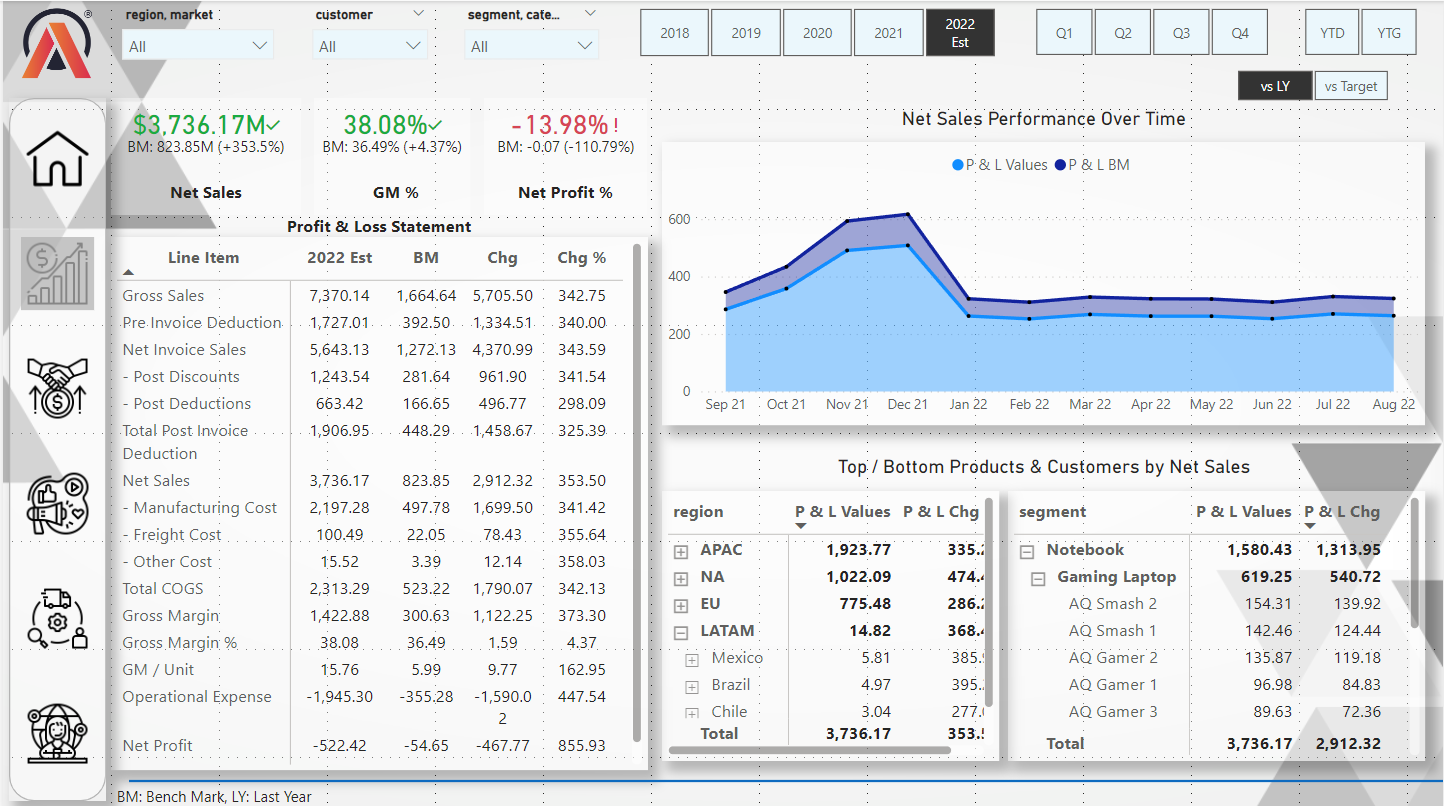 ®
region, market
customer
segment, cate...
All
All
All
2018
2019
2020
2021
2022
Est
Q1
Q2
Q3
Q4
YTD
YTG
vs LY
vs Target
$3,736.17M✓
BM: 823.85M (+353.5%)
Net Sales
38.08%✓
BM: 36.49% (+4.37%)
GM %
-13.98%!
BM: -0.07 (-110.79%)
Net Profit %
Profit & Loss Statement
Line Item 2022 Est BM Chg Chg %
Gross Sales 7,370.14 1,664.64 5,705.50 342.75
Pre Invoice Deduction 1,727.01 392.50 1,334.51 340.00
Net Invoice Sales 5,643.13 1,272.13 4,370.99 343.59
- Post Discounts 1,243.54 281.64 961.90 341.54
- Post Deductions 663.42 166.65 496.77 298.09
Total Post Invoice 1,906.95 448.29 1,458.67 325.39
Deduction
Net Sales 3,736.17 823.85 2,912.32 353.50
- Manufacturing Cost 2,197.28 497.78 1,699.50 341.42
- Freight Cost 100.49 22.05 78.43 355.64
- Other Cost 15.52 3.39 12.14 358.03
Total COGS 2,313.29 523.22 1,790.07 342.13
Gross Margin 1,422.88 300.63 1,122.25 373.30
Gross Margin % 38.08 36.49 1.59 4.37
GM / Unit 15.76 5.99 9.77 162.95
Operational Expense -1,945.30 -355.28 -1,590.0 447.54
2
Net Profit -522.42 -54.65 -467.77 855.93
Net Sales Performance Over Time
P & L Values P & L BM
600
400
200
0
Sep 21 Oct 21 Nov 21 Dec 21 Jan 22 Feb 22 Mar 22 Apr 22 May 22 Jun 22 Jul 22 Aug 22
Top / Bottom Products & Customers by Net Sales
region P & L Values P & L Chg
APAC 1,923.77 335.2
NA 1,022.09 474.4
EU 775.48 286.2
LATAM 14.82 368.4
Mexico 5.81 385.
Brazil 4.97 395.
Chile 3.04 277.
Total 3,736.17 353.
segment P & L Values P & L Chg
Notebook 1,580.43 1,313.95
Gaming Laptop 619.25 540.72
AQ Smash 2 154.31 139.92
AQ Smash 1 142.46 124.44
AQ Gamer 2 135.87 119.18
AQ Gamer 1 96.98 84.83
AQ Gamer 3 89.63 72.36
Total 3,736.17 2,912.32
BM: Bench Mark, LY: Last Year